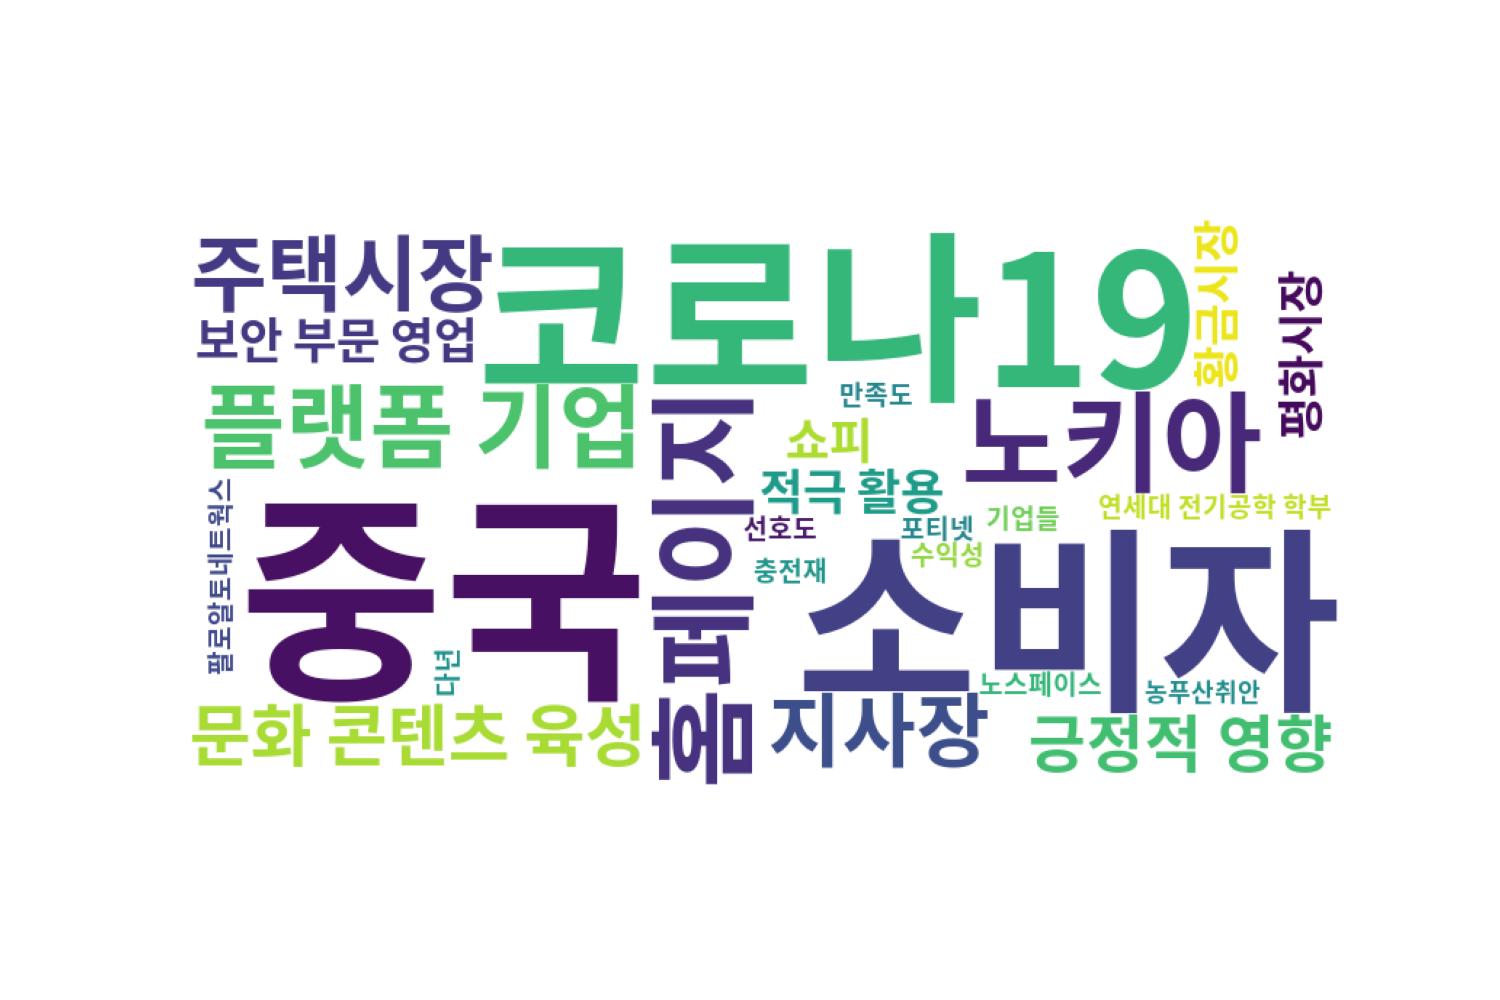 주택시장
코로나19
황금시장
평화시장
보안 부문 영업
플랫폼 기업
만족도
쇼피
노키아
홈페이지
적극 활용
팔로알토네트웍스
중국
선호도
포티넷
기업들
연세대 전기공학 학부
수익성
충전재
소비자
다년
노스페이스
농푸산취안
문화 콘텐츠 육성
지사장
긍정적 영향